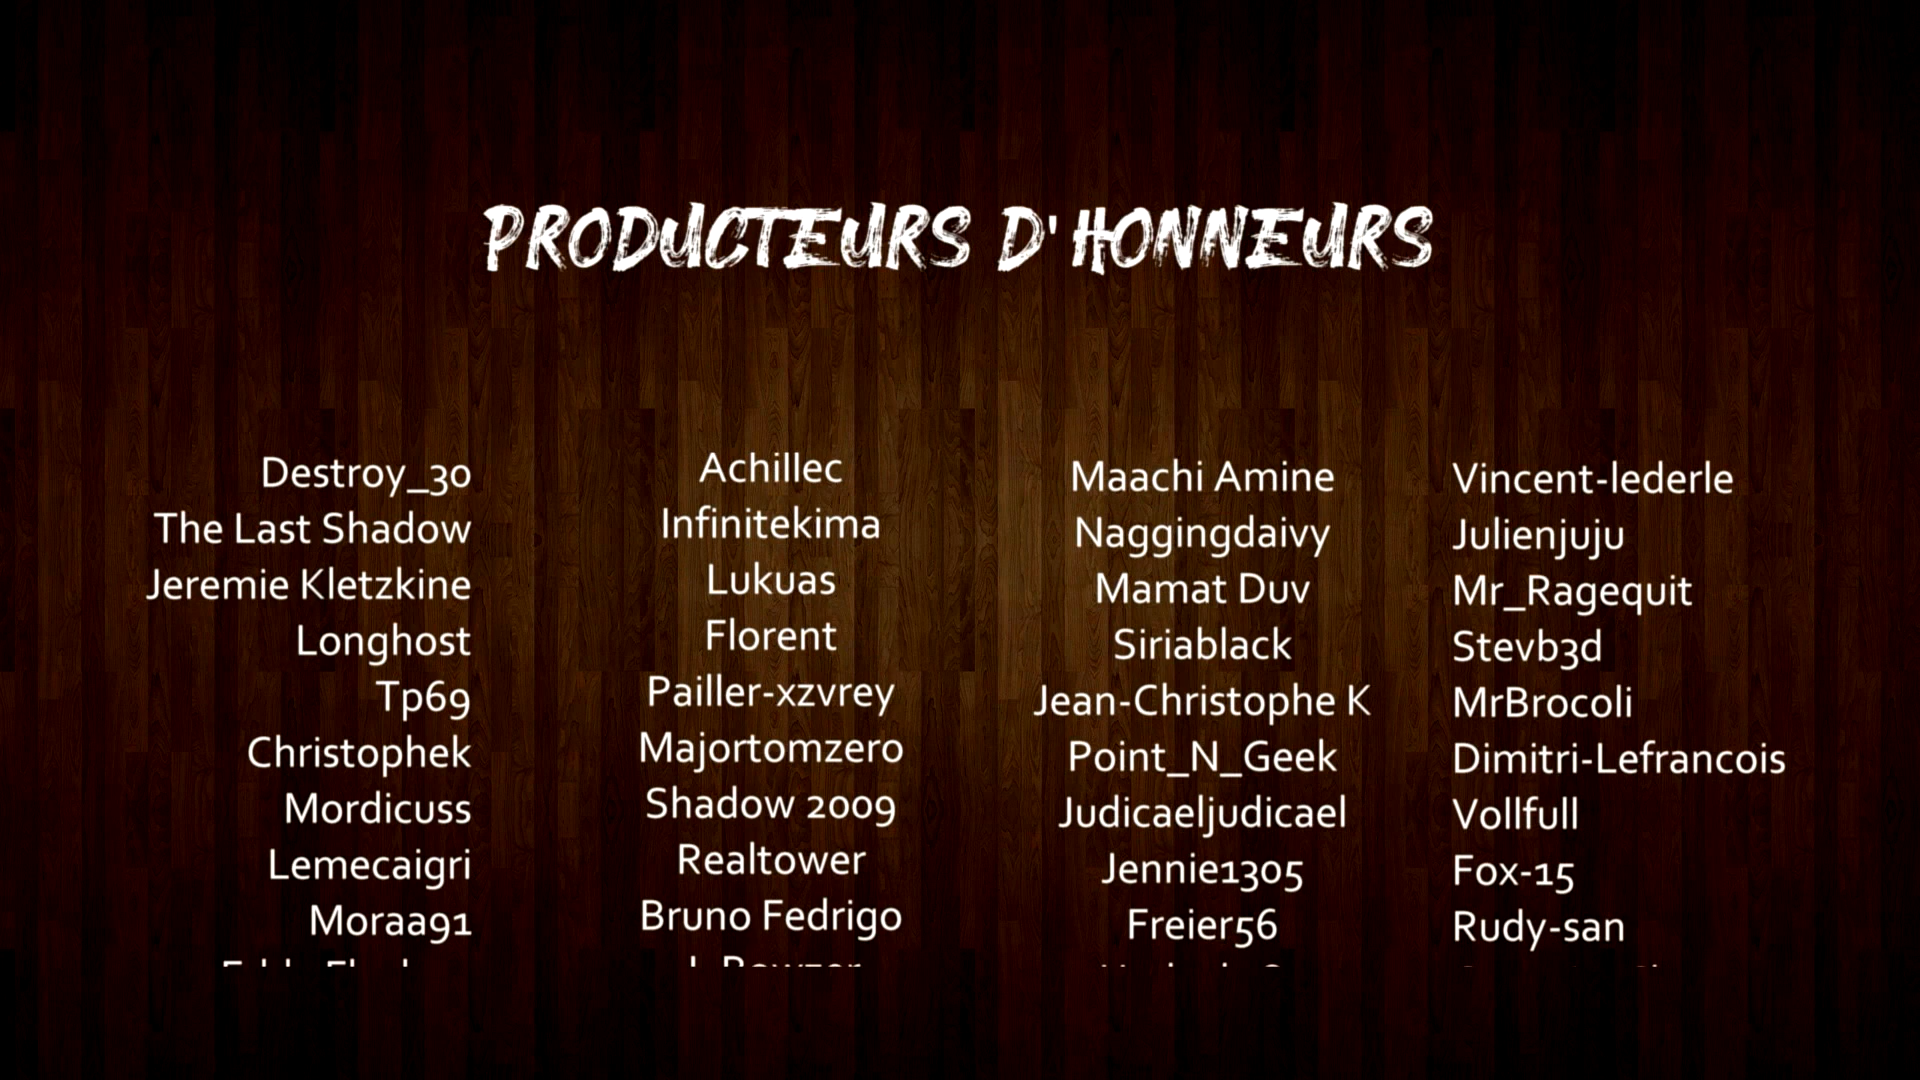 PRODUCTEURS D'HONNEURS
Destroy_30
The Last Shadow
Jeremie Kletzkine
Longhost
Tp69
Christophek
Mordicuss
Lemecaigri
Moraa91
Achillec
Infinitekima
Lukuas
Florent
Pailler-xzvrey
Majortomzero
Shadow 2009
Realtower
Bruno Fedrigo
Maachi Amine
Naggingdaivy
Mamat Duv
Siriablack
Jean-Christophe K
Point_N_Geek
Judicaeljudicael
Jennie1305
Freier56
Vincent-lederle
Julienjuju
Mr_Ragequit
Stevb3d
MrBrocoli
Dimitri-Lefrancois
Vollfull
Fox-15
Rudy-san